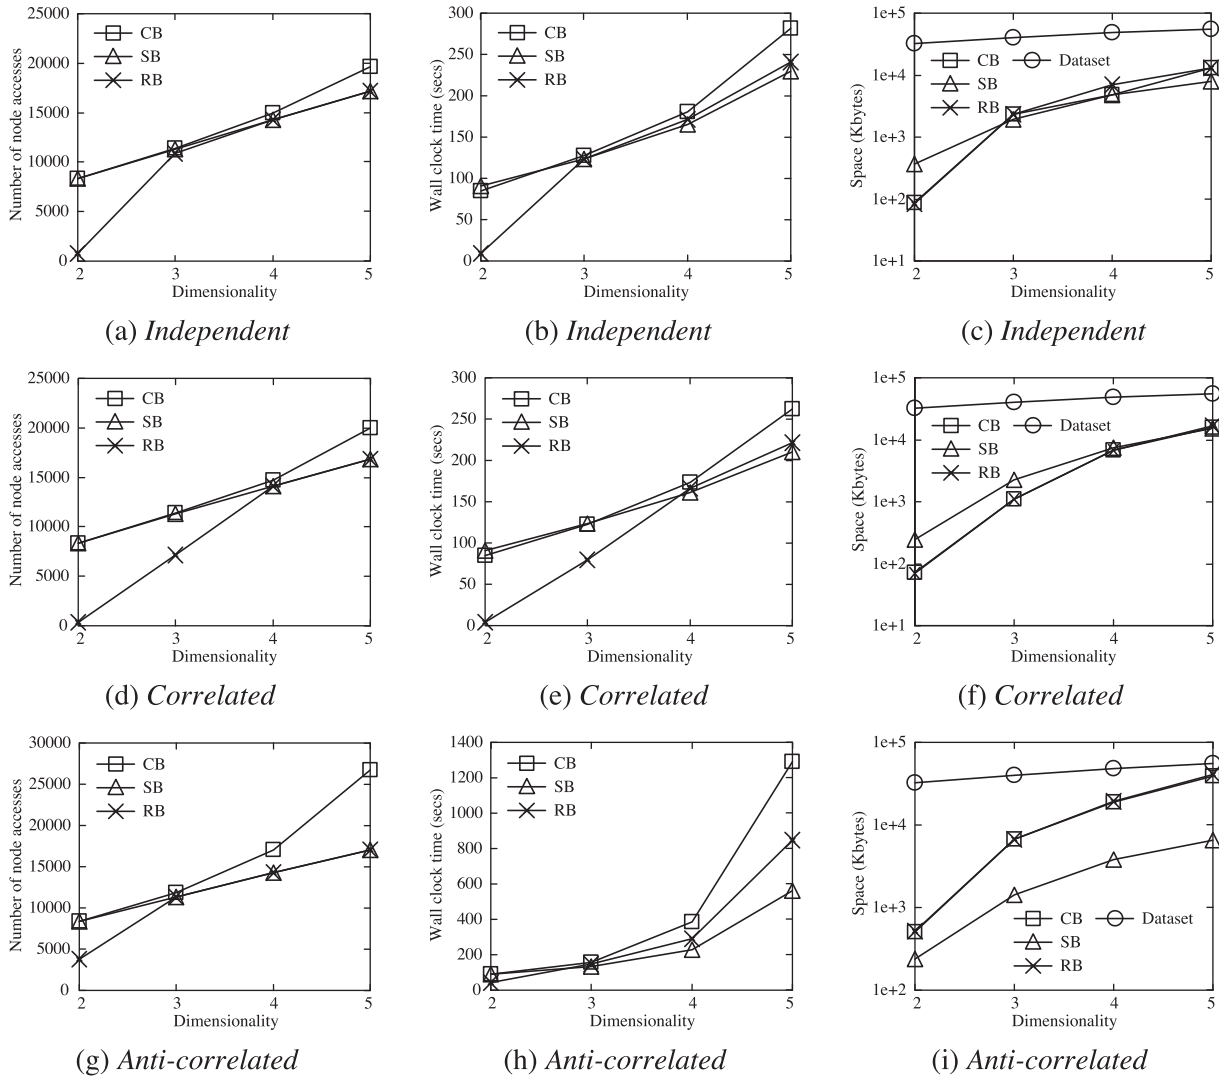 25000
20000
15000
10000
5000
0
Number of node accesses
CB
SB
RB
2 3 4 5
Dimensionality
(a) Independent
300
250
200
150
100
50
0
Wall clock time (secs)
CB
SB
RB
2 3 4 5
Dimensionality
(b) Independent
1e+5
1e+4
1e+3
1e+2
1e+1
Space (Kbytes)
CB Dataset
SB
RB
2 3 4 5
Dimensionality
(c) Independent
25000
20000
15000
10000
5000
0
Number of node accesses
CB
SB
RB
2 3 4 5
Dimensionality
(d) Correlated
300
250
200
150
100
50
0
Wall clock time (secs)
CB
SB
RB
2 3 4 5
Dimensionality
(e) Correlated
1e+5
1e+4
1e+3
1e+2
1e+1
Space (Kbytes)
CB Dataset
SB
RB
2 3 4 5
Dimensionality
(f) Correlated
30000
25000
20000
15000
10000
5000
0
Number of node accesses
CB
SB
RB
2 3 4 5
Dimensionality
(g) Anti-correlated
1400
1200
1000
800
600
400
200
0
Wall clock time (secs)
CB
SB
RB
2 3 4 5
Dimensionality
(h) Anti-correlated
1e+5
1e+4
1e+3
1e+2
Space (Kbytes)
CB Dataset
SB
RB
2 3 4 5
Dimensionality
(i) Anti-correlated